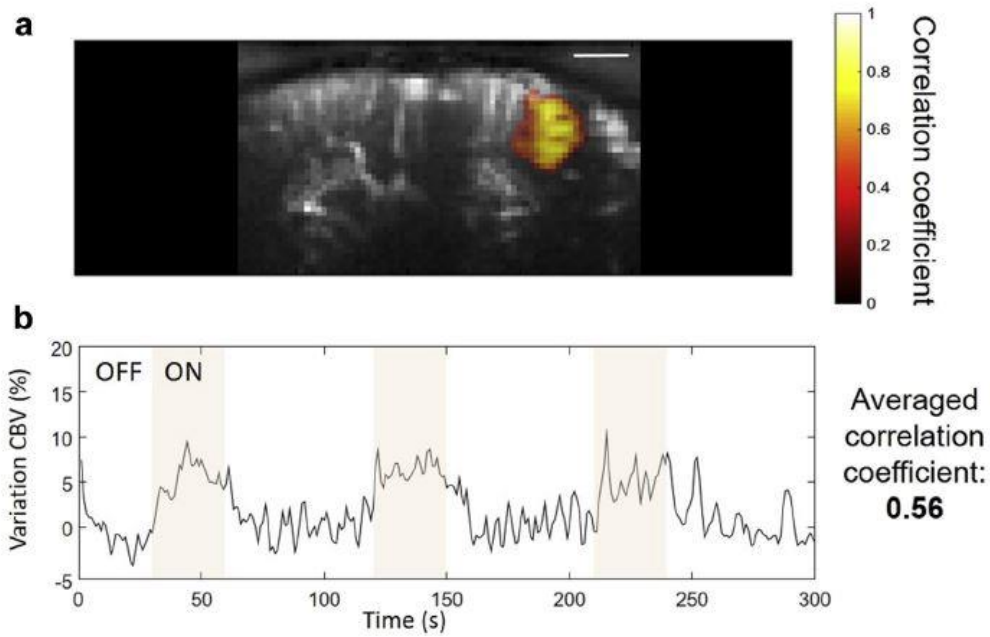 a
1
0.8
0.6
0.4
0.2
0
Correlation coefficient
b
20
15
10
5
0
-5
Variation CBV (%)
OFF ON
0 50 100 150 200 250 300
Time (s)
Averaged
correlation
coefficient:
0.56